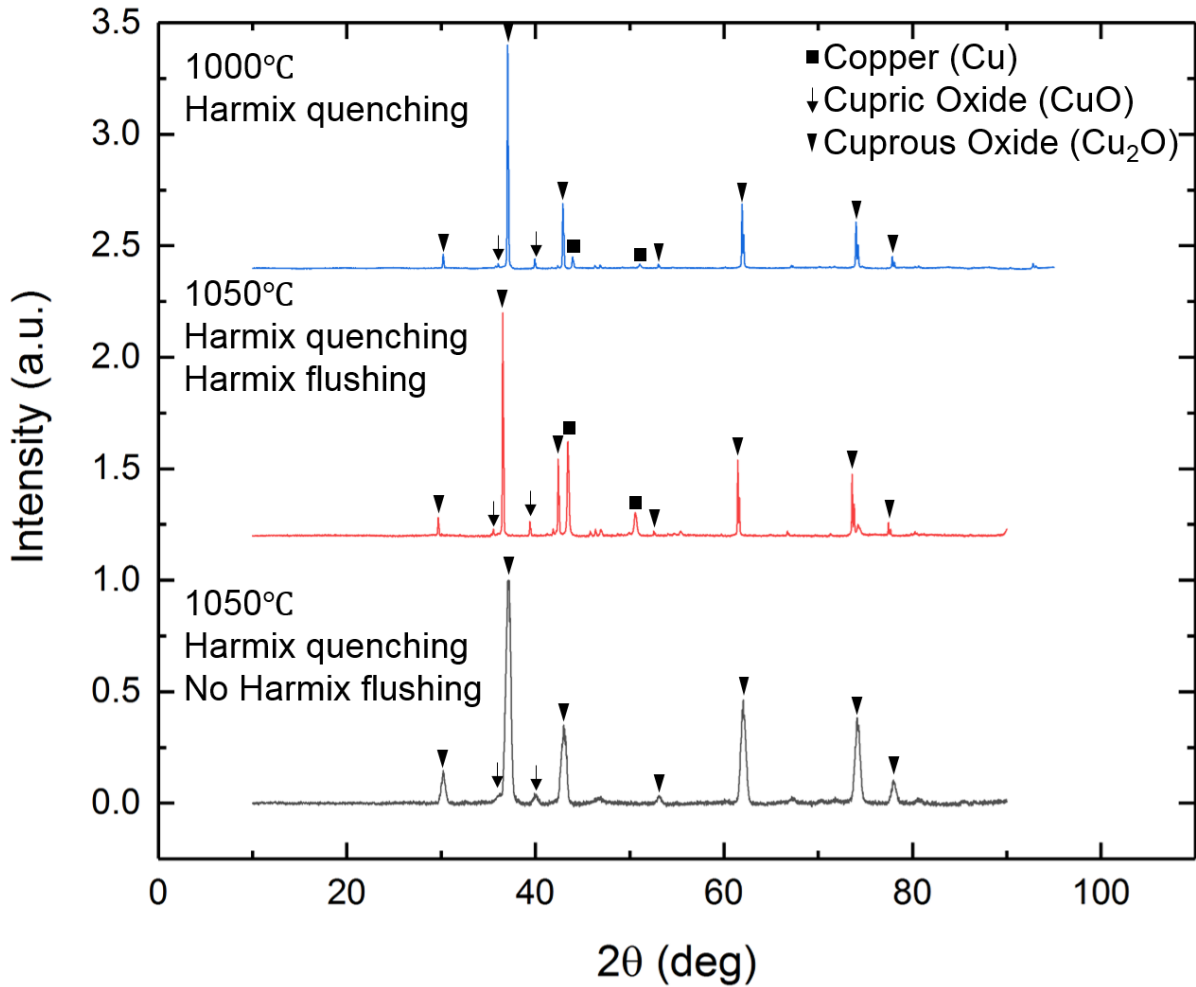 3.5
3.0
2.5
2.0
1.5
1.0
0.5
0.0
Intensity (a.u.)
1000℃
Harmix quenching
Copper (Cu)
Cupric Oxide (CuO)
Cuprous Oxide (Cu₂O)
1050℃
Harmix quenching
Harmix flushing
1050℃
Harmix quenching
No Harmix flushing
0 20 40 60 80 100
2θ (deg)